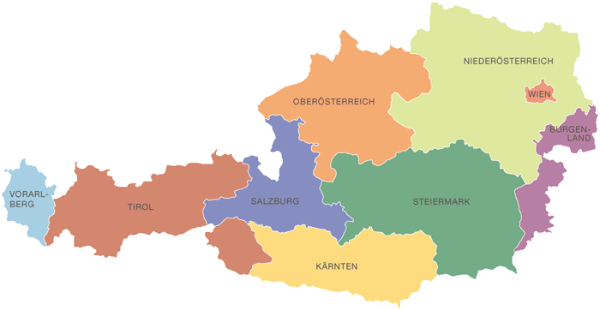 NIEDERÖSTERREICH
WIEN
OBERÖSTERREICH
BURGEN-
LAND
VORARL-
BERG
TIROL
SALZBURG
STEIERMARK
KÄRNTEN